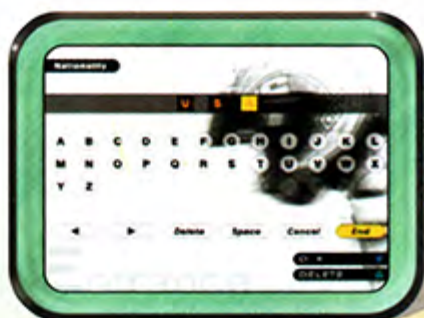 Nationality
U S A
A B C D E F G H I J K L
M N O P Q R S T U V W X
Y Z
◄ ► Delete Space Cancel End
DELETE